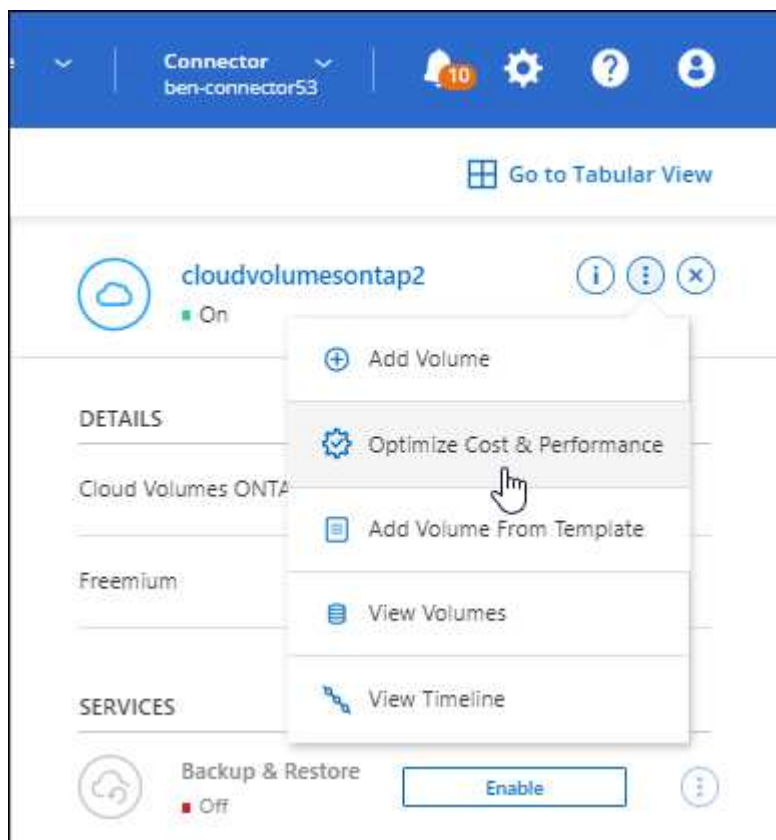 Connector
ben-connector53
10
Go to Tabular View
cloudvolumesontap2
On
Add Volume
DETAILS
Optimize Cost & Performance
Cloud Volumes ONTA
Add Volume From Template
Freemium
View Volumes
View Timeline
SERVICES
Backup & Restore
Enable
Off